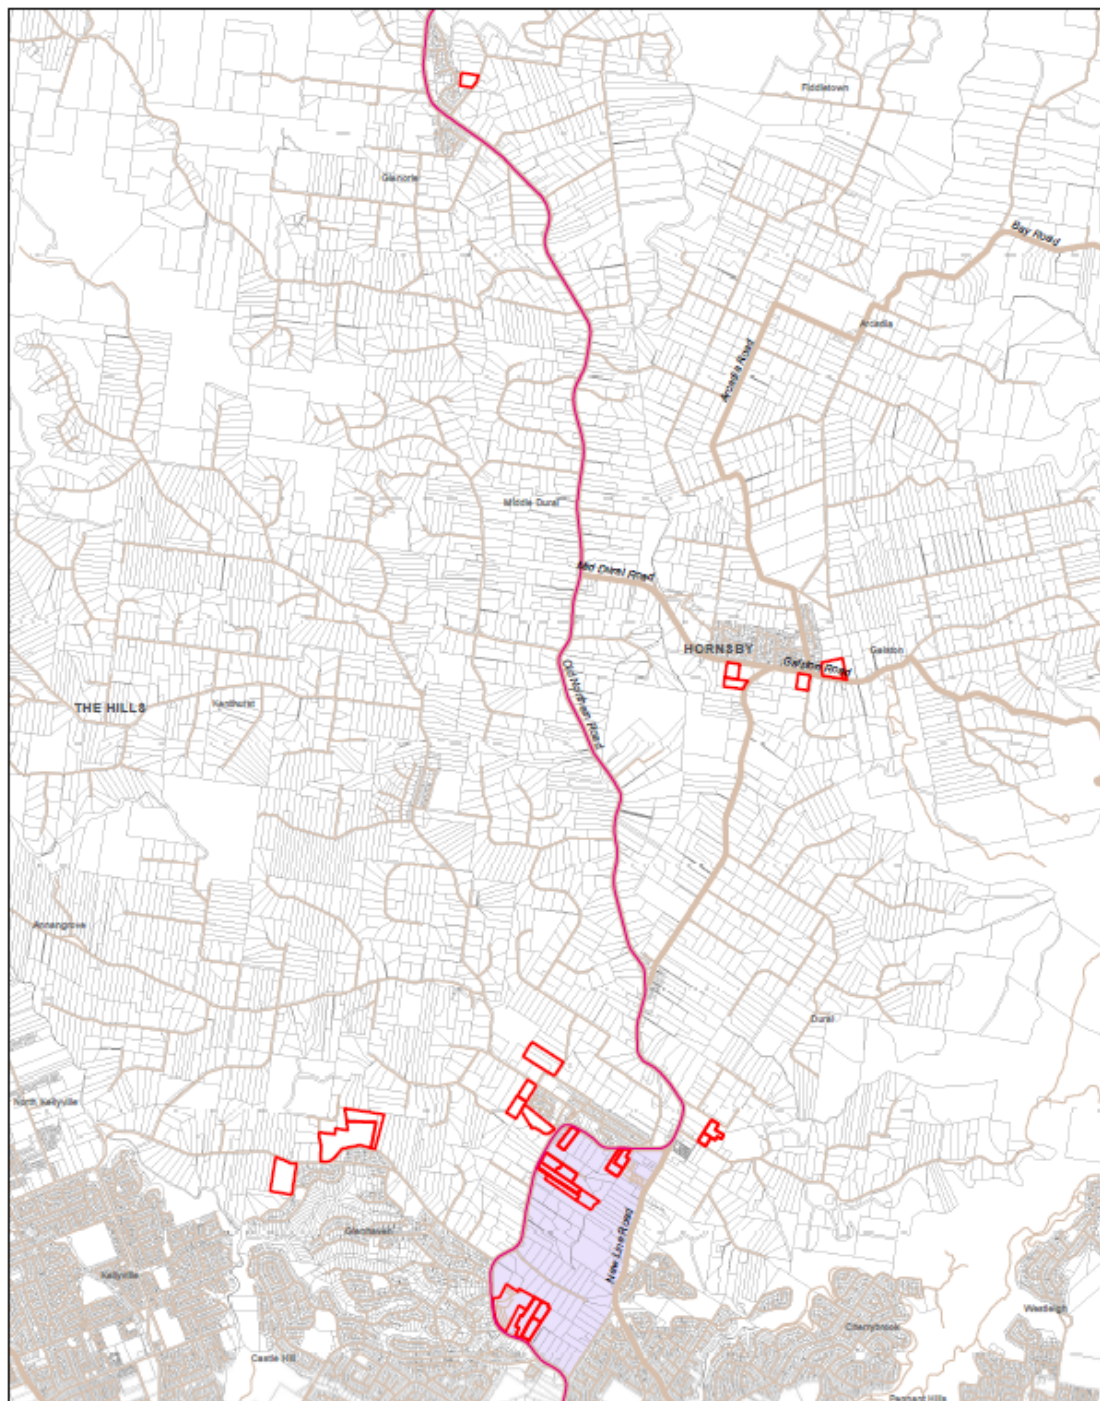 Fiddletown
Glenorie
Bay Road
Arcadia
Arcadia Road
Middle Dural
Mid Dural Road
HORNSBY
Galston
Galston Road
THE HILLS
Kenthurst
Old Northern Road
Annangrove
Dural
North Kellyville
Glenhaven
New Line Road
Kellyville
Westleigh
Cherrybrook
Castle Hill
Pennant Hills